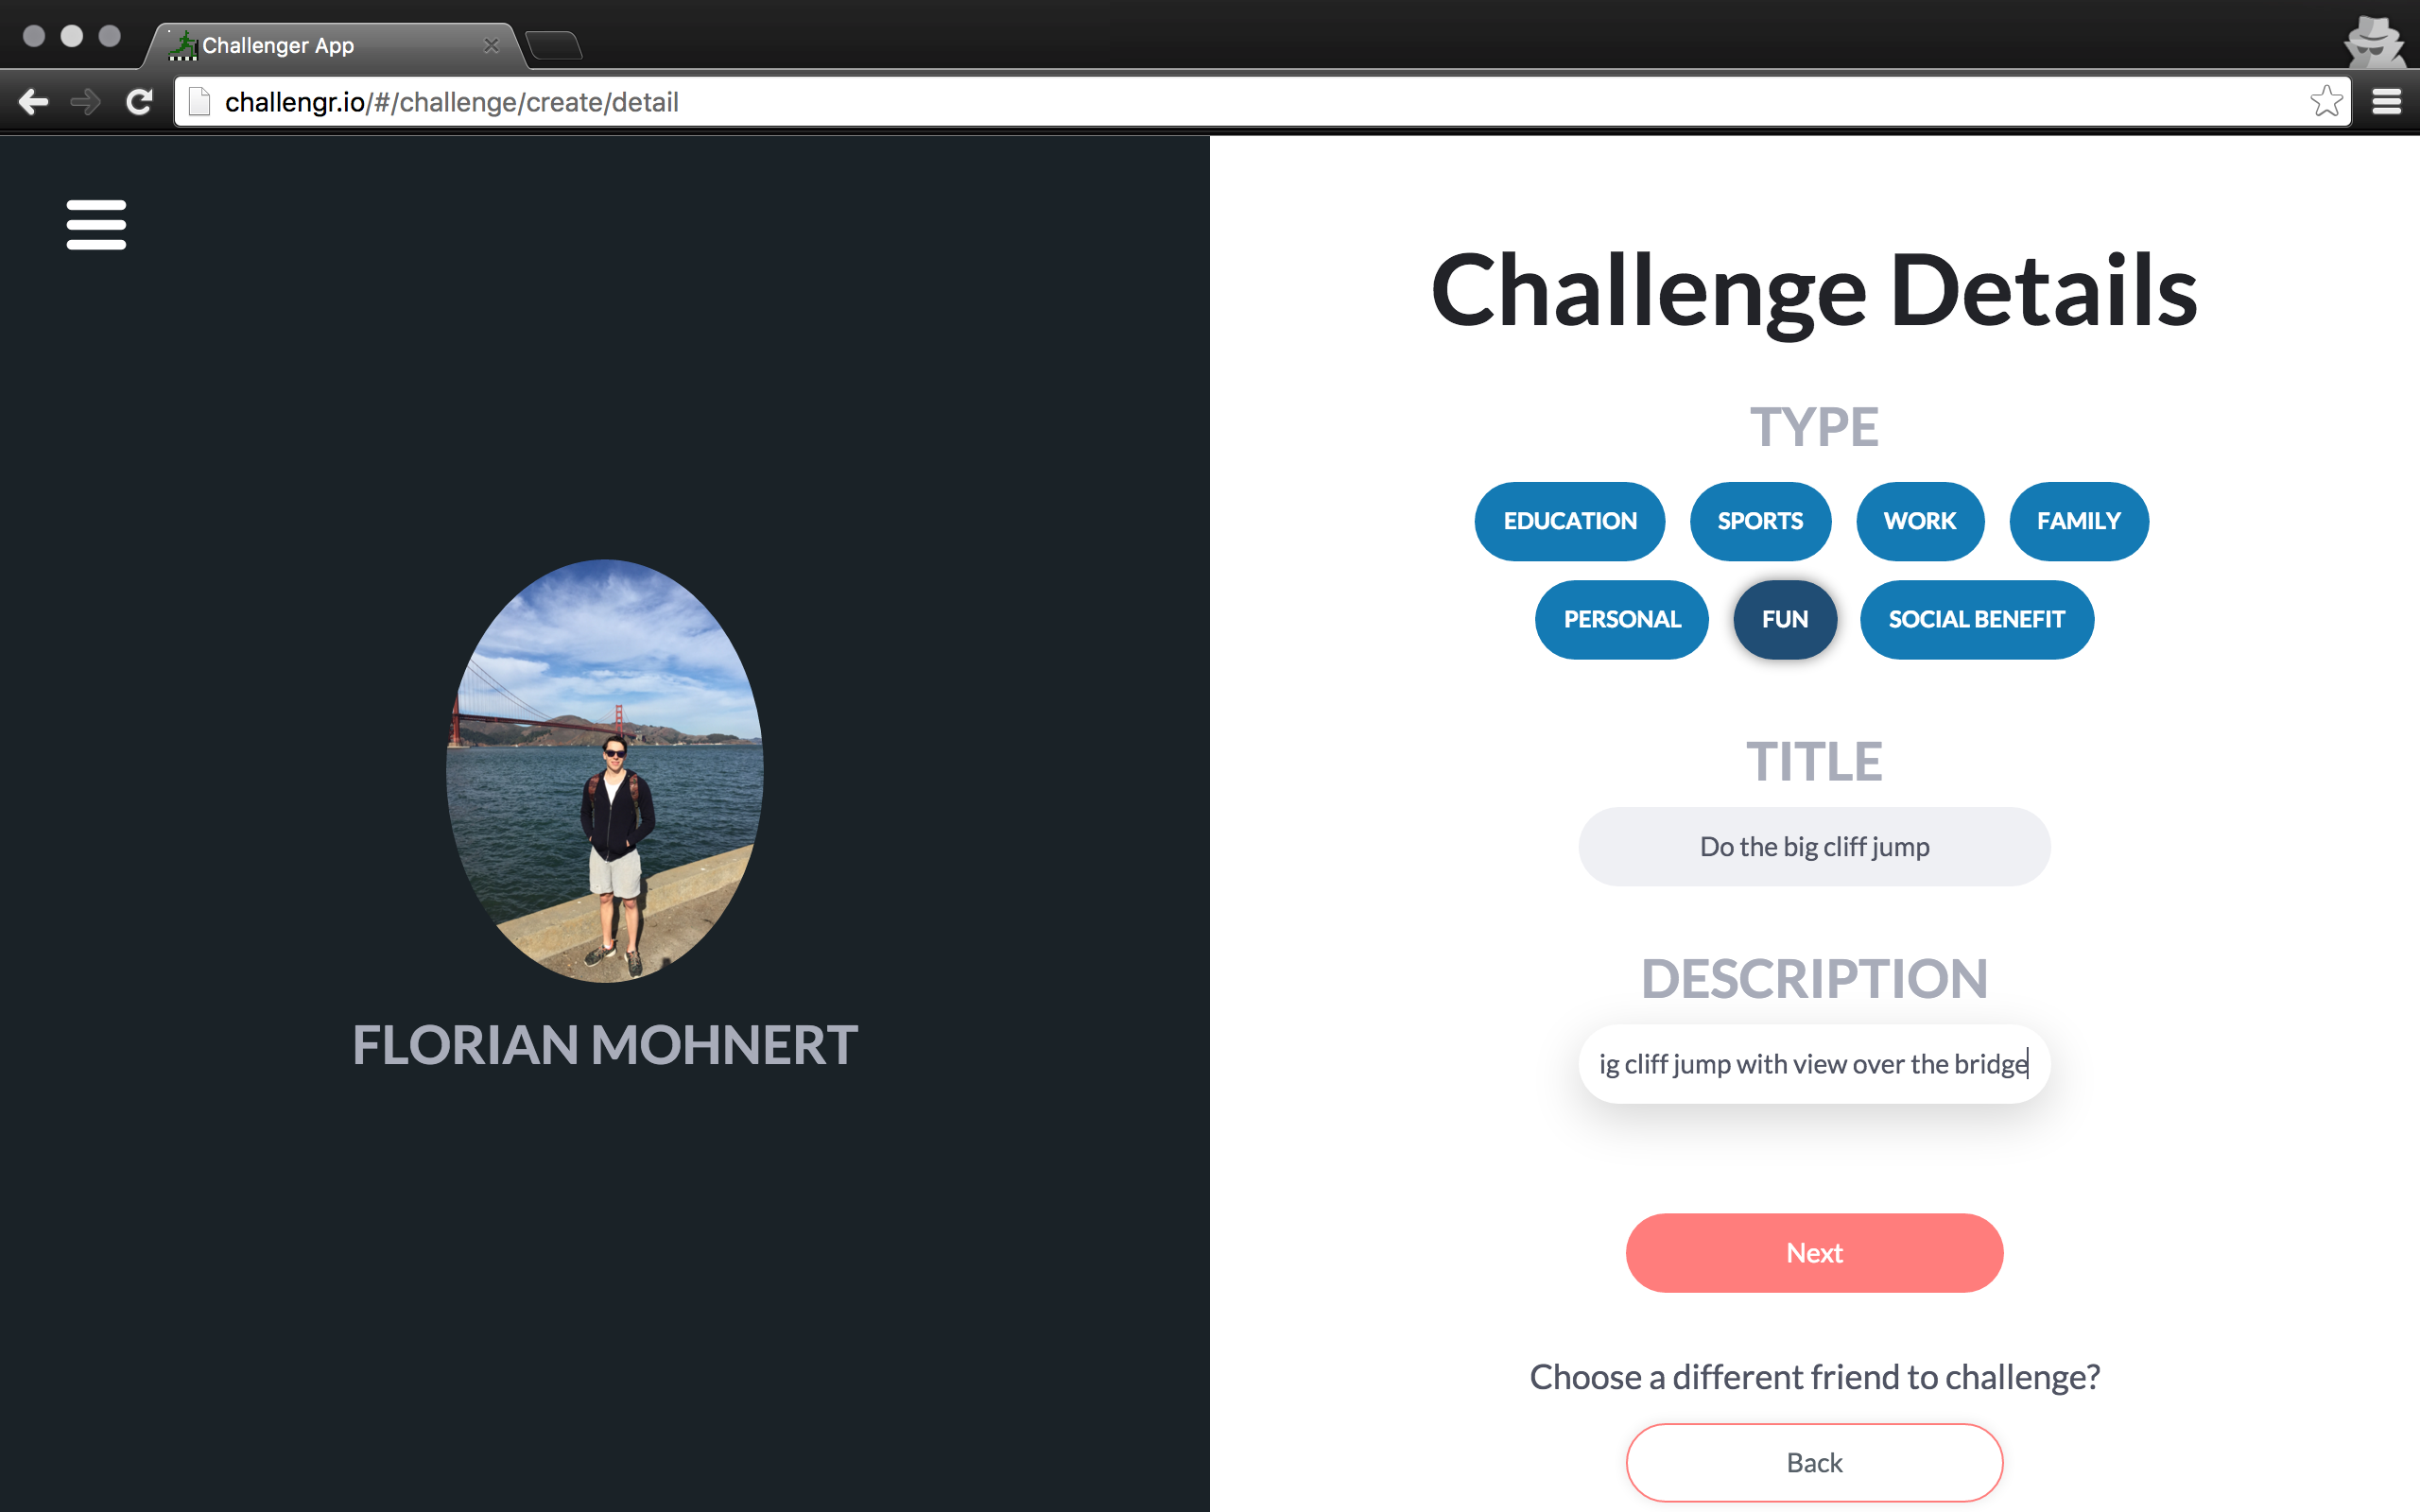 Challenger App
challengr.io/#/challenge/create/detail
Challenge Details
TYPE
EDUCATION SPORTS WORK FAMILY
PERSONAL FUN SOCIAL BENEFIT
TITLE
Do the big cliff jump
DESCRIPTION
ig cliff jump with view over the bridge
FLORIAN MOHNERT
Next
Choose a different friend to challenge?
Back